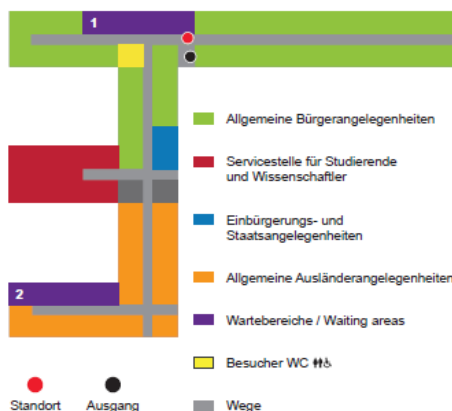 1
Allgemeine Bürgerangelegenheiten
Servicestelle für Studierende
und Wissenschaftler
Einbürgerungs- und
Staatsangelegenheiten
Allgemeine Ausländerangelegenheiten
2
Wartebereiche / Waiting areas
Besucher WC
Standort
Ausgang
Wege